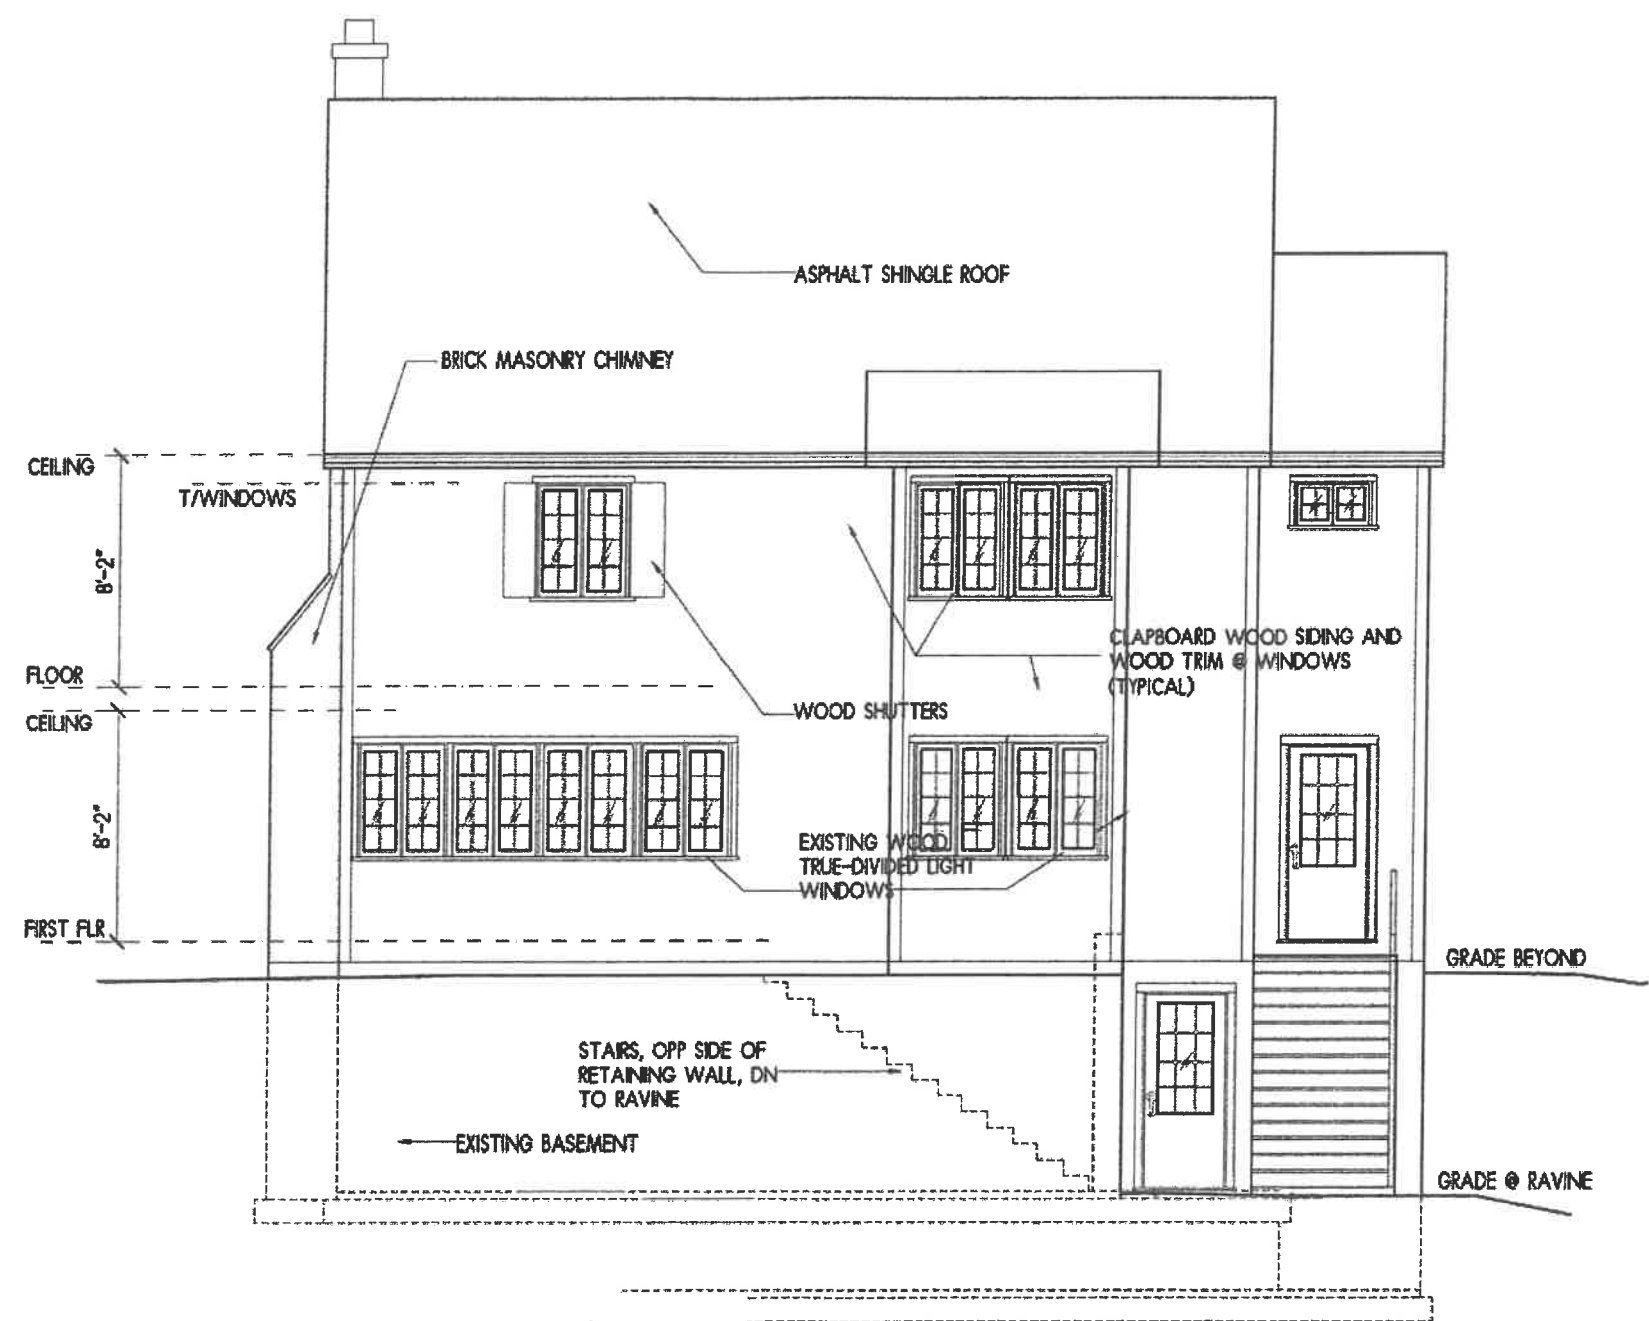 ASPHALT SHINGLE ROOF
BRICK MASONRY CHIMNEY
CEILING
T/WINDOWS
8'-2"
CLAPBOARD WOOD SIDING AND
WOOD TRIM @ WINDOWS
(TYPICAL)
FLOOR
WOOD SHUTTERS
CEILING
8'-2"
EXISTING WOOD
TRUE-DIVIDED LIGHT
WINDOWS
FIRST FLR
GRADE BEYOND
STAIRS, OPP SIDE OF
RETAINING WALL, DN
TO RAVINE
EXISTING BASEMENT
GRADE @ RAVINE